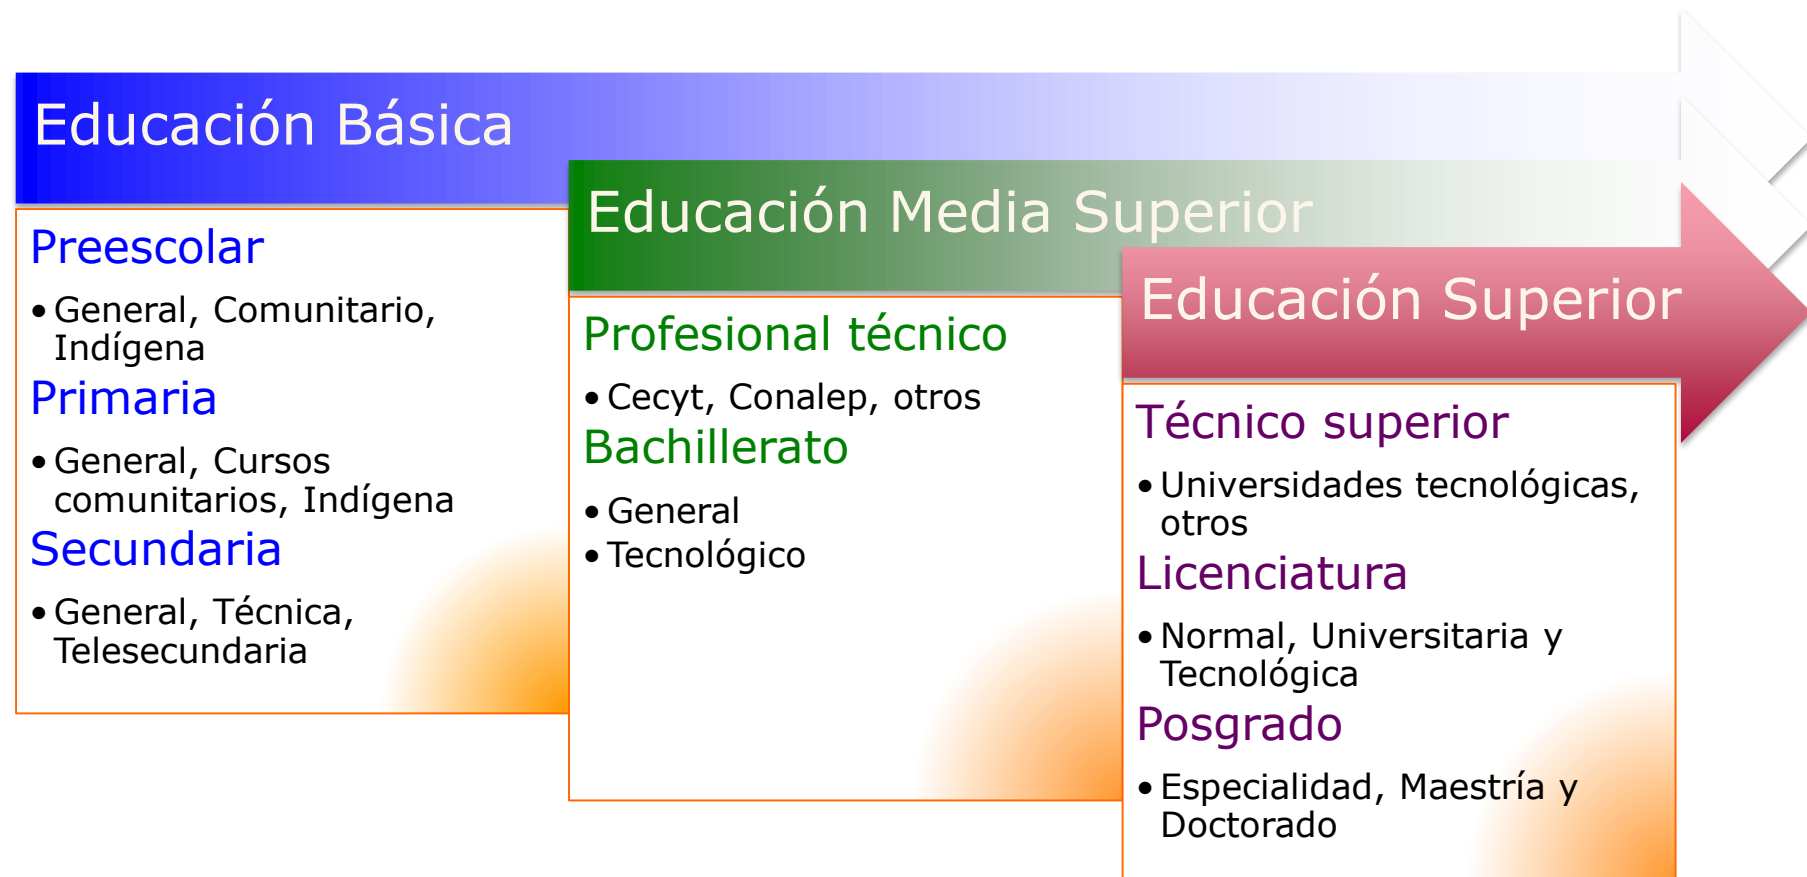 Educación Básica
Preescolar
• General, Comunitario,
Indígena
Primaria
• General, Cursos
comunitarios, Indígena
Secundaria
• General, Técnica,
Telesecundaria
Educación Media Superior
Profesional técnico
• Cecyt, Conalep, otros
Bachillerato
• General
• Tecnológico
Educación Superior
Técnico superior
• Universidades tecnológicas,
otros
Licenciatura
• Normal, Universitaria y
Tecnológica
Posgrado
• Especialidad, Maestría y
Doctorado